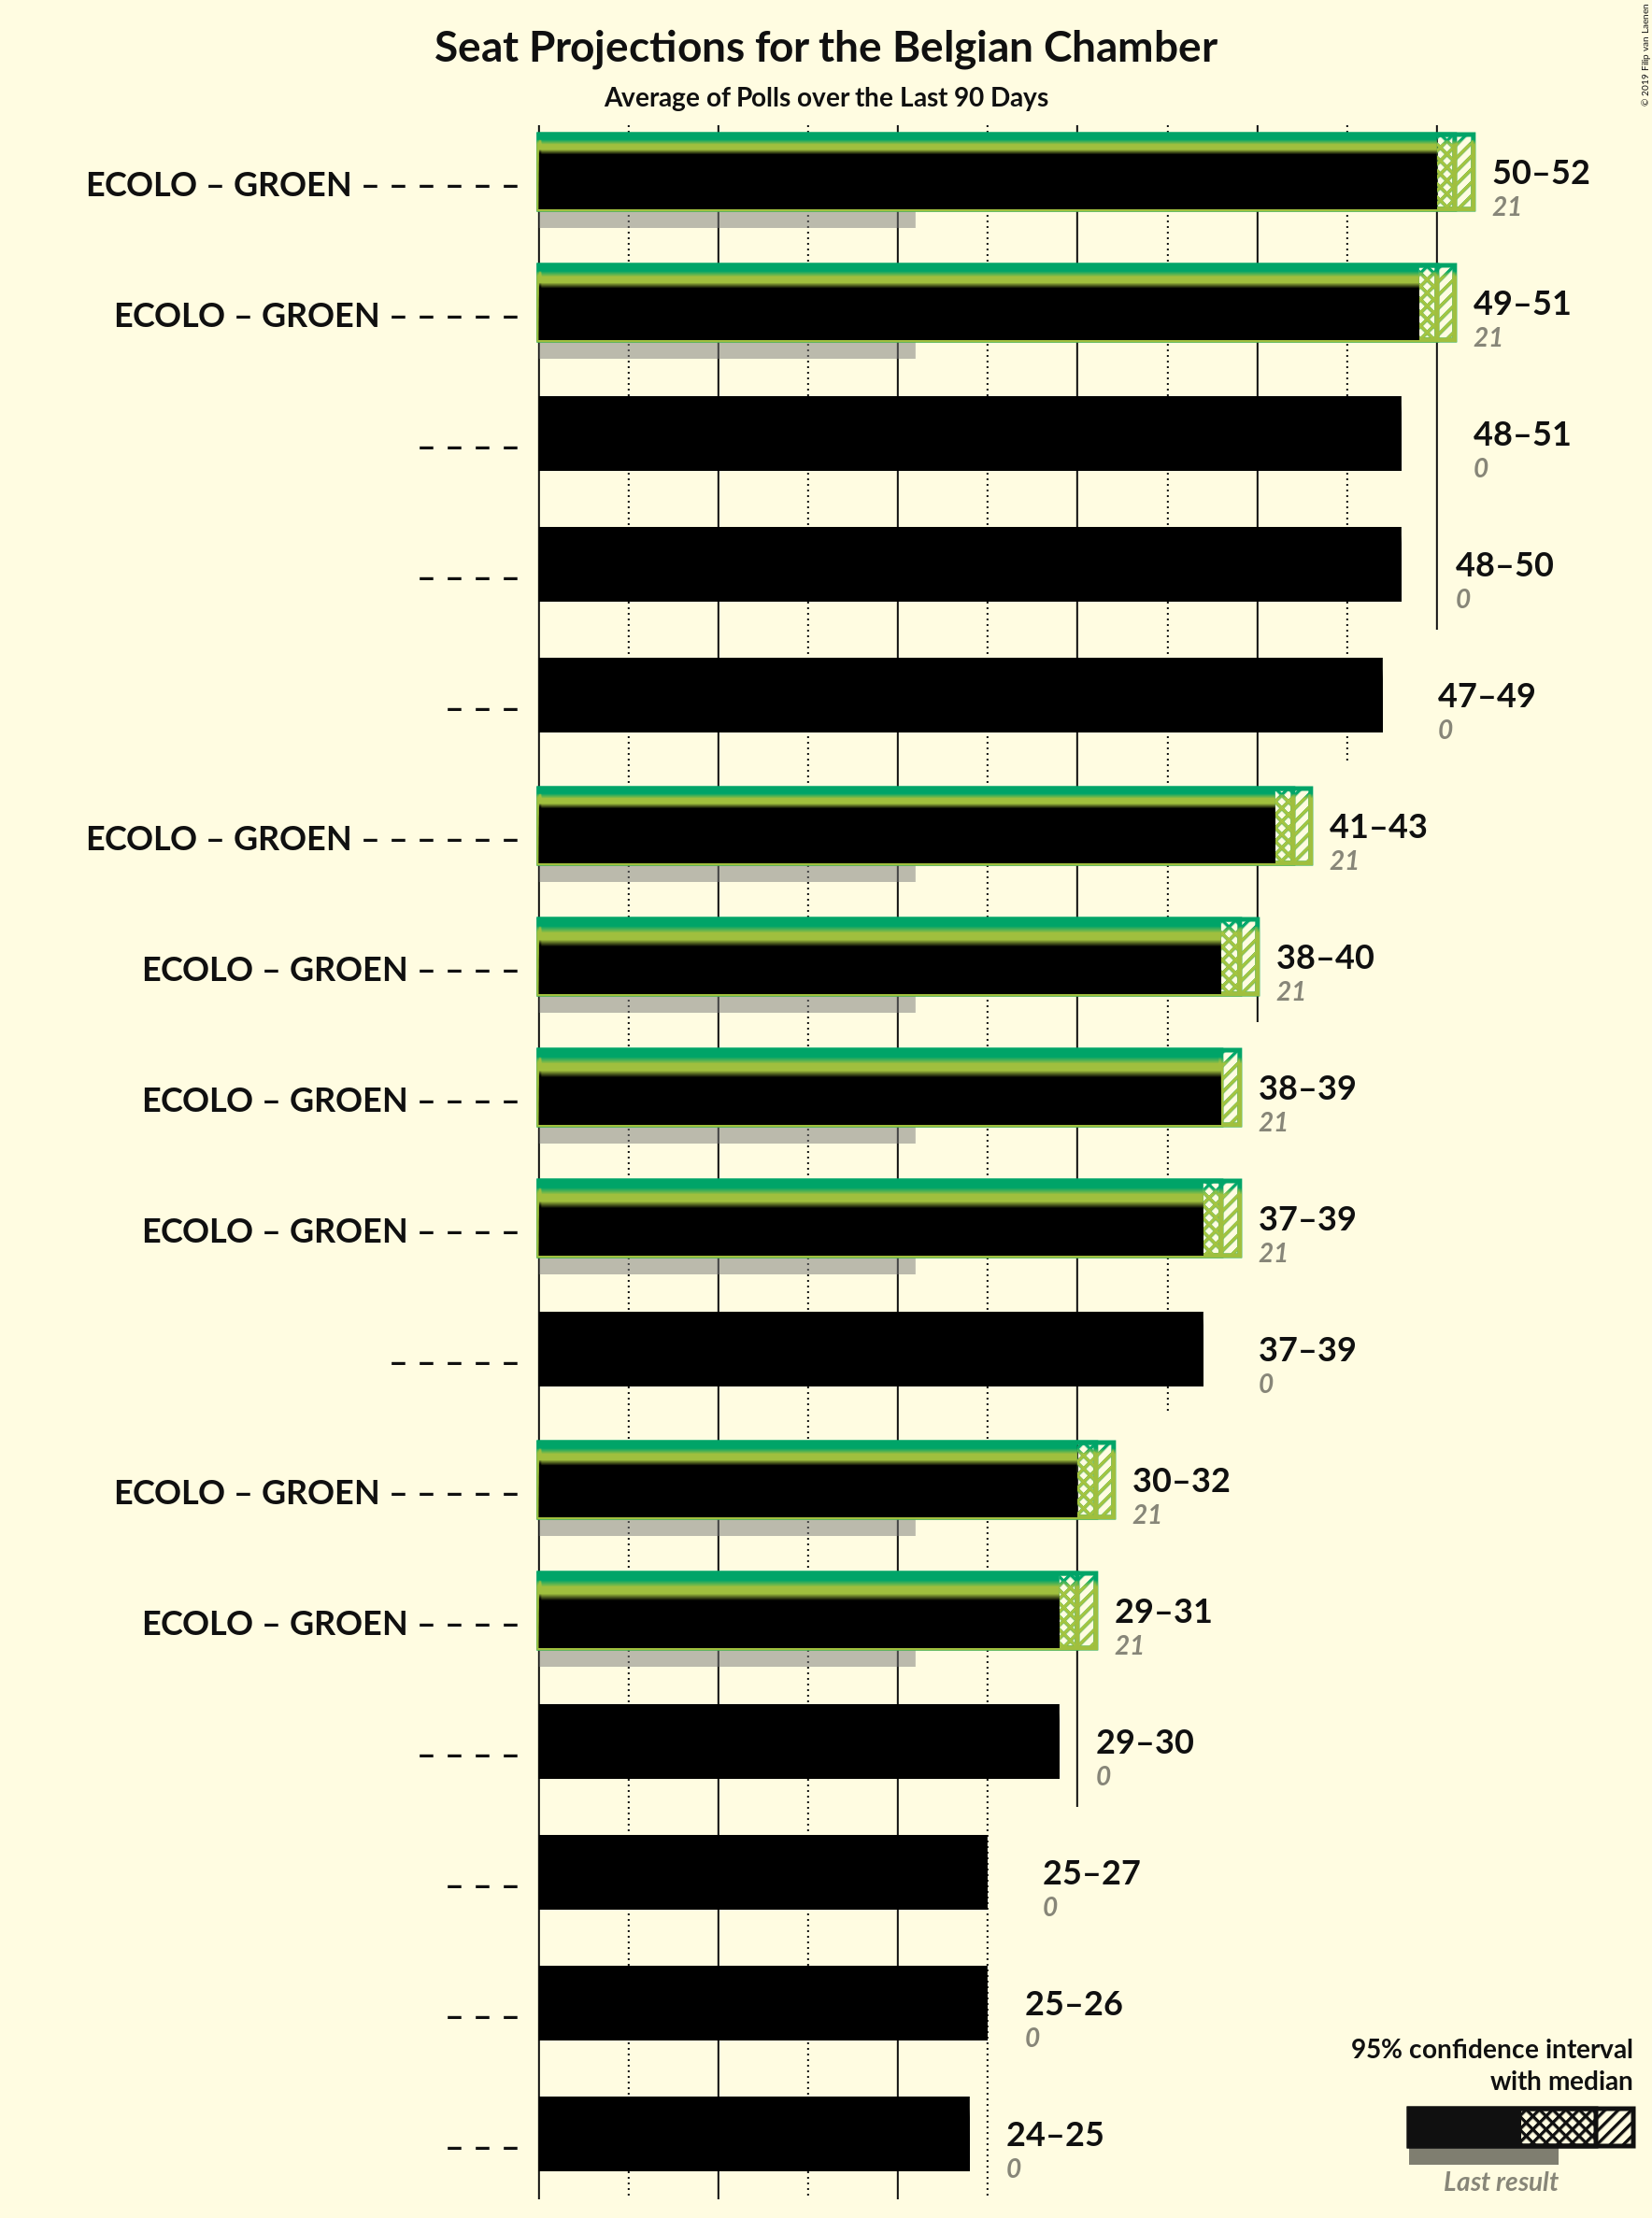 Seat Projections for the Belgian Chamber
Average of Polls over the Last 90 Days
© 2019 Filip van Laenen
ECOLO – GROEN – – – – – –
50–52
21
ECOLO – GROEN – – – – –
49–51
21
– – – –
48–51
0
– – – –
48–50
0
– – –
47–49
0
ECOLO – GROEN – – – – – –
41–43
21
ECOLO – GROEN – – – –
38–40
21
ECOLO – GROEN – – – –
38–39
21
ECOLO – GROEN – – – –
37–39
21
– – – – –
37–39
0
ECOLO – GROEN – – – – –
30–32
21
ECOLO – GROEN – – – –
29–31
21
– – – –
29–30
0
– – –
25–27
0
– – –
25–26
0
– – –
24–25
0
95% confidence interval
with median
Last result